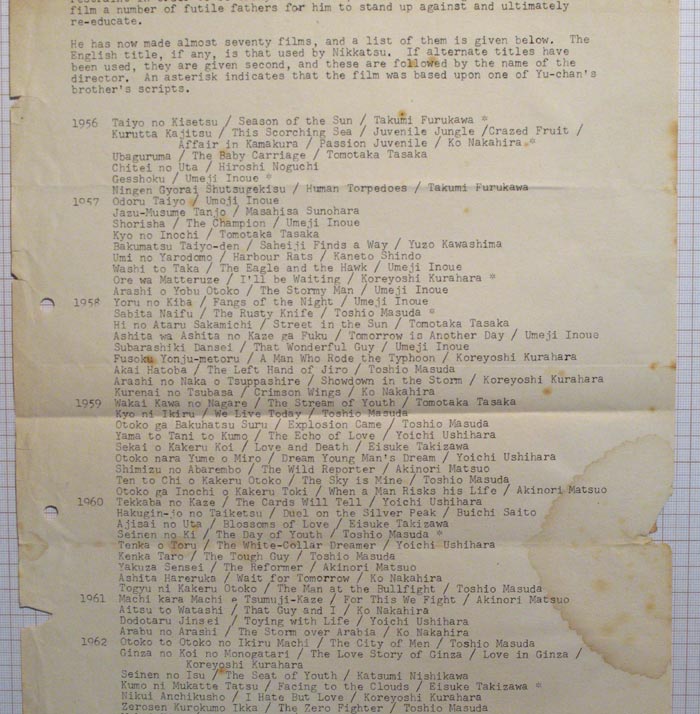 film a number of futile fathers for him to stand up against and ultimately
re-educate.
He has now made almost seventy films, and a list of them is given below. The
English title, if any, is that used by Nikkatsu. If alternate titles have
been used, they are given second, and these are followed by the name of the
director. An asterisk indicates that the film was based upon one of Yu-chan's
brother's scripts.
1956 Taiyo no Kisetsu / Season of the Sun / Takumi Furukawa *
Kurutta Kajitsu / This Scorching Sea / Juvenile Jungle /Crazed Fruit /
Affair in Kamakura / Passion Juvenile / Ko Nakahira *
Ubaguruma / The Baby Carriage / Tomotaka Tasaka
Chitei no Uta / Hiroshi Noguchi
Gesshoku / Umeji Inoue *
Ningen Gyorai Shutsugekisu / Human Torpedoes / Takumi Furukawa
1957 Odoru Taiyo / Umeji Inoue
Jazu-Musume Tanjo / Masahisa Sunohara
Shorisha / The Champion / Umeji Inoue
Kyo no Inochi / Tomotaka Tasaka
Bakumatsu Taiyo-den / Saheiji Finds a Way / Yuzo Kawashima
Umi no Yarodomo / Harbour Rats / Kaneto Shindo
Washi to Taka / The Eagle and the Hawk / Umeji Inoue
Ore wa Matteruze / I'll be Waiting / Koreyoshi Kurahara *
Arashi o Yobu Otoko / The Stormy Man / Umeji Inoue
1958 Yoru no Kiba / Fangs of the Night / Umeji Inoue
Sabita Naifu / The Rusty Knife / Toshio Masuda *
Hi no Ataru Sakamichi / Street in the Sun / Tomotaka Tasaka
Ashita wa Ashita no Kaze ga Fuku / Tomorrow is Another Day / Umeji Inoue
Subarashiki Dansei / That Wonderful Guy / Umeji Inoue
Fusoku Yonju-metoru / A Man Who Rode the Typhoon / Koreyoshi Kurahara
Akai Hatoba / The Left Hand of Jiro / Toshio Masuda
Arashi no Naka o Tsuppashire / Showdown in the Storm / Koreyoshi Kurahara
Kurenai no Tsubasa / Crimson Wings / Ko Nakahira
1959 Wakai Kawa no Nagare / The Stream of Youth / Tomotaka Tasaka
Kyo ni Ikiru / We Live Today / Toshio Masuda
Otoko ga Bakuhatsu Suru / Explosion Came / Toshio Masuda
Yama to Tani to Kumo / The Echo of Love / Yoichi Ushihara
Sekai o Kakeru Koi / Love and Death / Eisuke Takizawa
Otoko nara Yume o Miro / Dream Young Man's Dream / Yoichi Ushihara
Shimizu no Abarembo / The Wild Reporter / Akinori Matsuo
Ten to Chi o Kakeru Otoko / The Sky is Mine / Toshio Masuda
Otoko ga Inochi o Kakeru Toki / When a Man Risks his Life / Akinori Matsuo
1960 Tekkaba no Kaze / The Cards Will Tell / Yoichi Ushihara
Hakugin-jo no Taiketsu / Duel on the Silver Peak / Buichi Saito
Ajisai no Uta / Blossoms of Love / Eisuke Takizawa
Seinen no Ki / The Day of Youth / Toshio Masuda *
Tenka o Toru / The White-Collar Dreamer / Yoichi Ushihara
Kenka Taro / The Tough Guy / Toshio Masuda
Yakuza Sensei / The Reformer / Akinori Matsuo
Ashita Hareruka / Wait for Tomorrow / Ko Nakahira
Togyu ni Kakeru Otoko / The Man at the Bullfight / Toshio Masuda
1961 Machi kara Machi e Tsumuji-Kaze / For This We Fight / Akinori Matsuo
Aitsu to Watashi / That Guy and I / Ko Nakahira
Dodotaru Jinsei / Toying with Life / Yoichi Ushihara
Arabu no Arashi / The Storm over Arabia / Ko Nakahira
1962 Otoko to Otoko no Ikiru Machi / The City of Men / Toshio Masuda
Ginza no Koi no Monogatari / The Love Story of Ginza / Love in Ginza /
Koreyoshi Kurahara
Seinen no Isu / The Seat of Youth / Katsumi Nishikawa
Kumo ni Mukatte Tatsu / Facing to the Clouds / Eisuke Takizawa *
Nikui Anchikusho / I Hate But Love / Koreyoshi Kurahara
Zerosen Kurokumo Ikka / The Zero Fighter / Toshio Masuda